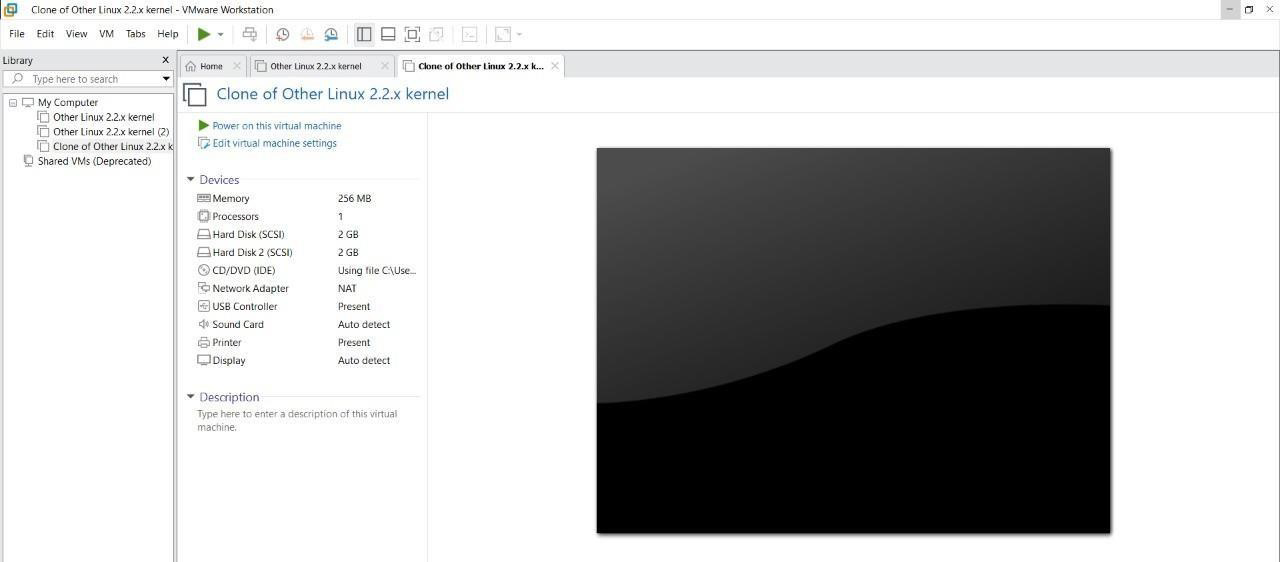 Clone of Other Linux 2.2.x kernel - VMware Workstation
File Edit View VM Tabs Help
Library X
Type here to search
My Computer
Other Linux 2.2.x kernel
Other Linux 2.2.x kernel (2)
Clone of Other Linux 2.2.x k
Shared VMs (Deprecated)
Home Other Linux 2.2.x kernel Clone of Other Linux 2.2.x k...
Clone of Other Linux 2.2.x kernel
Power on this virtual machine
Edit virtual machine settings
Devices
Memory 256 MB
Processors 1
Hard Disk (SCSI) 2 GB
Hard Disk 2 (SCSI) 2 GB
CD/DVD (IDE) Using file C:\Use...
Network Adapter NAT
USB Controller Present
Sound Card Auto detect
Printer Present
Display Auto detect
Description
Type here to enter a description of this virtual
machine.